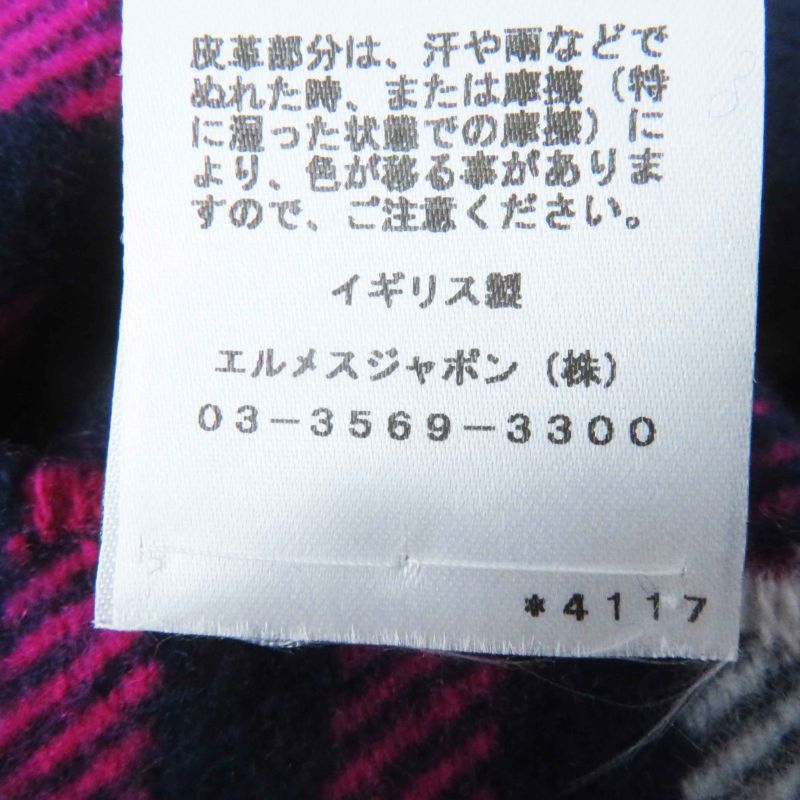 皮革部分は、汗や雨などで
ぬれた時、または摩擦（特
に湿った状態での摩擦）に
より、色が移る事がありま
すので、ご注意ください。
イギリス製
エルメスジャポン（株）
０３－３５６９－３３００
＊４１１７